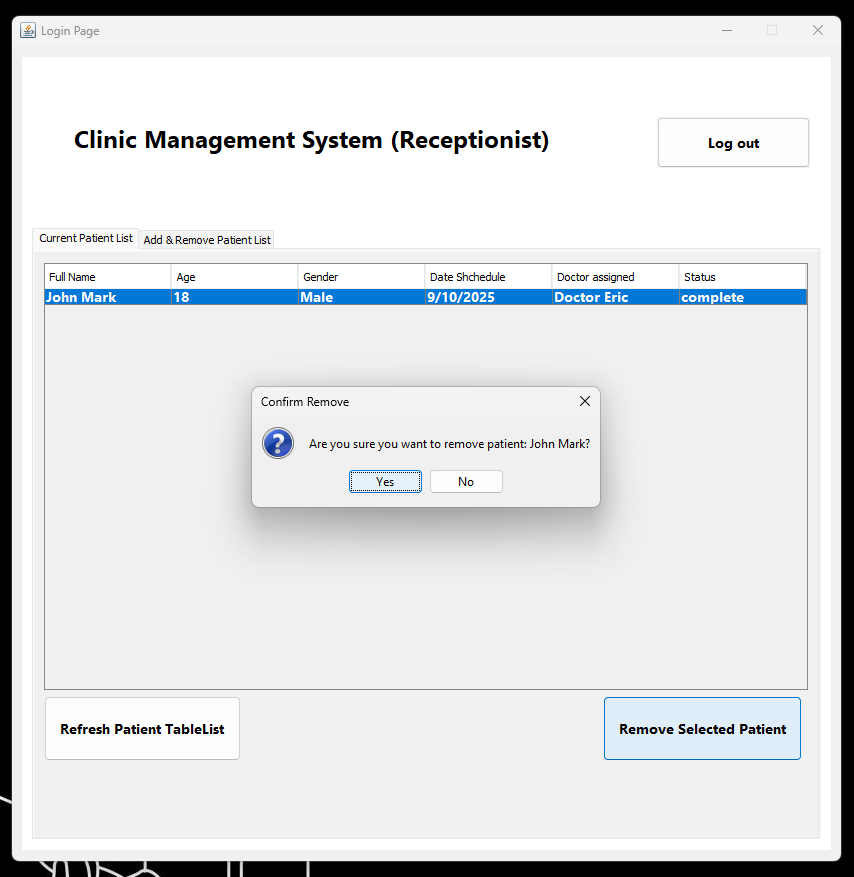 Login Page
Clinic Management System (Receptionist)
Log out
Current Patient List
Add & Remove Patient List
Full Name Age Gender Date Shchedule Doctor assigned Status
John Mark 18 Male 9/10/2025 Doctor Eric complete
Confirm Remove
?
Are you sure you want to remove patient: John Mark?
Yes No
Refresh Patient TableList
Remove Selected Patient